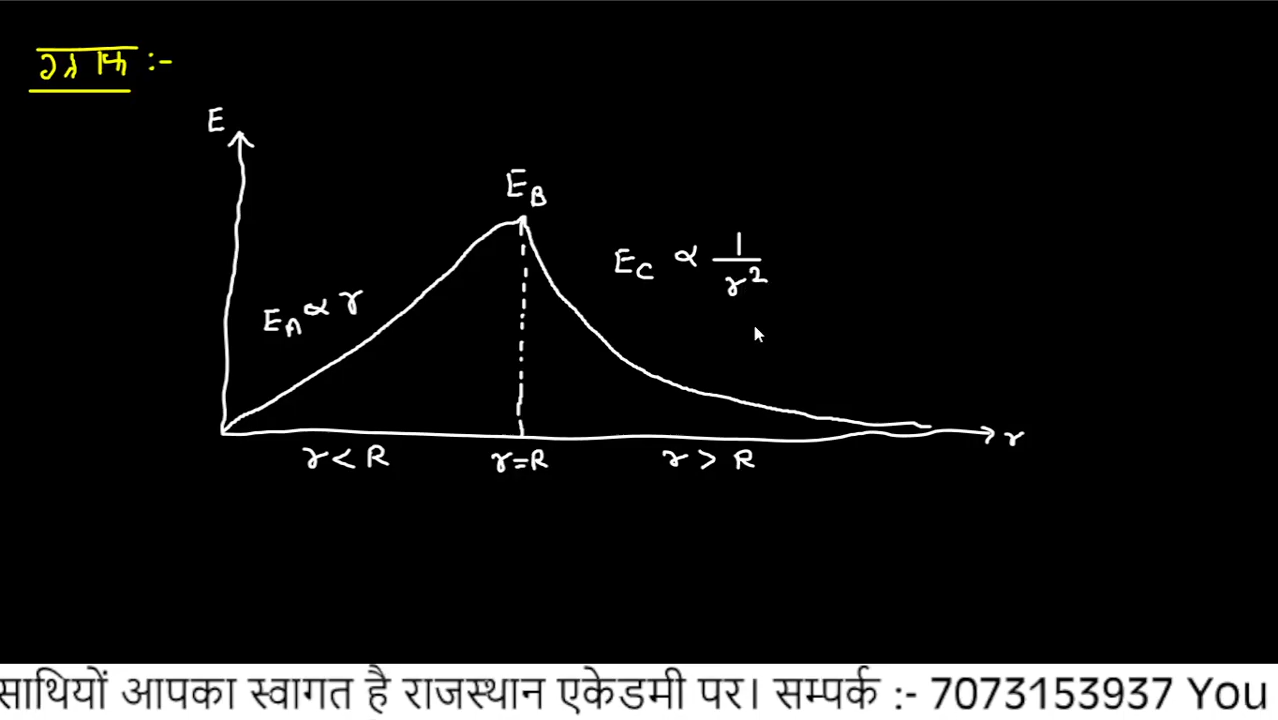 ग्राफ :-
E
E_B
E_C ∝ 1/r²
E_A ∝ r
r
r < R r = R r > R
साथियों आपका स्वागत है राजस्थान एकेडमी पर। सम्पर्क :- 7073153937 You